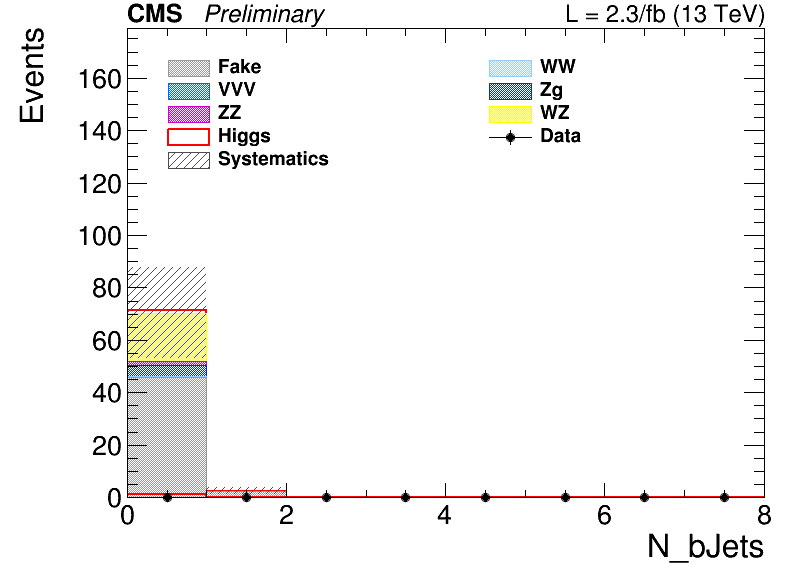 CMS Preliminary L = 2.3/fb (13 TeV)
Events
Fake
VVV
ZZ
Higgs
Systematics
WW
Zg
WZ
Data
160
140
120
100
80
60
40
20
0
0 2 4 6 8
N_bJets